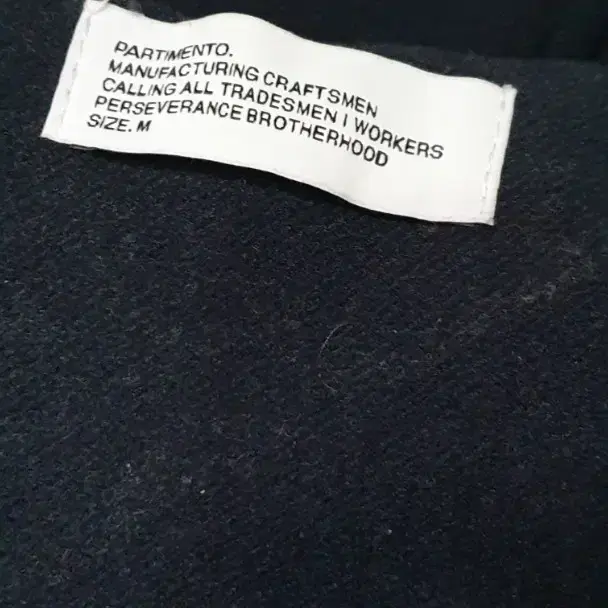 PARTIMENTO.
MANUFACTURING CRAFTSMEN
CALLING ALL TRADESMEN I WORKERS
PERSEVERANCE BROTHERHOOD
SIZE. M